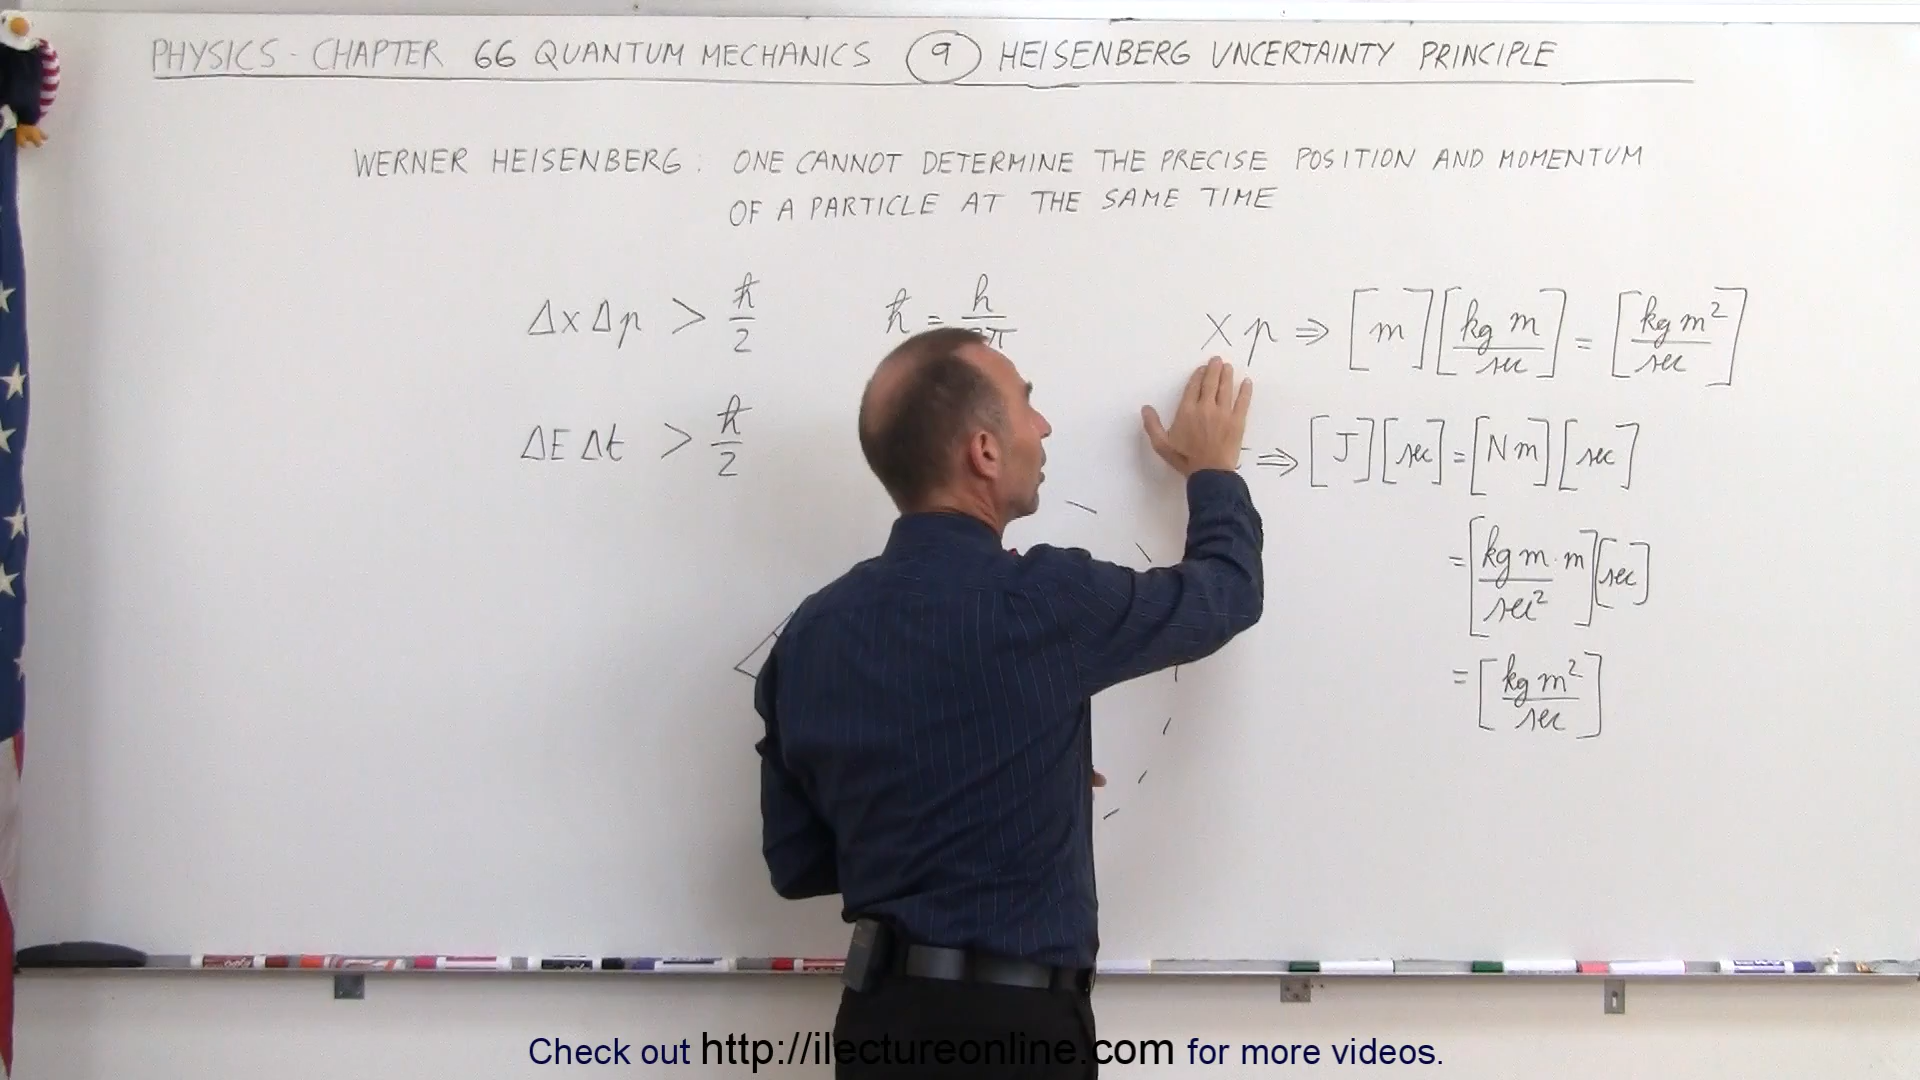 PHYSICS - CHAPTER 66 QUANTUM MECHANICS 9 HEISENBERG UNCERTAINTY PRINCIPLE
WERNER HEISENBERG: ONE CANNOT DETERMINE THE PRECISE POSITION AND MOMENTUM
OF A PARTICLE AT THE SAME TIME
Δx Δp > ℏ/2
ℏ = h/2π
x p ⇒ [m] [kg m/sec] = [kg m²/sec]
ΔE Δt > ℏ/2
t ⇒ [J] [sec] = [N m] [sec]
= [kg m/sec² · m] [sec]
= [kg m²/sec]
Check out http://ilectureonline.com for more videos.